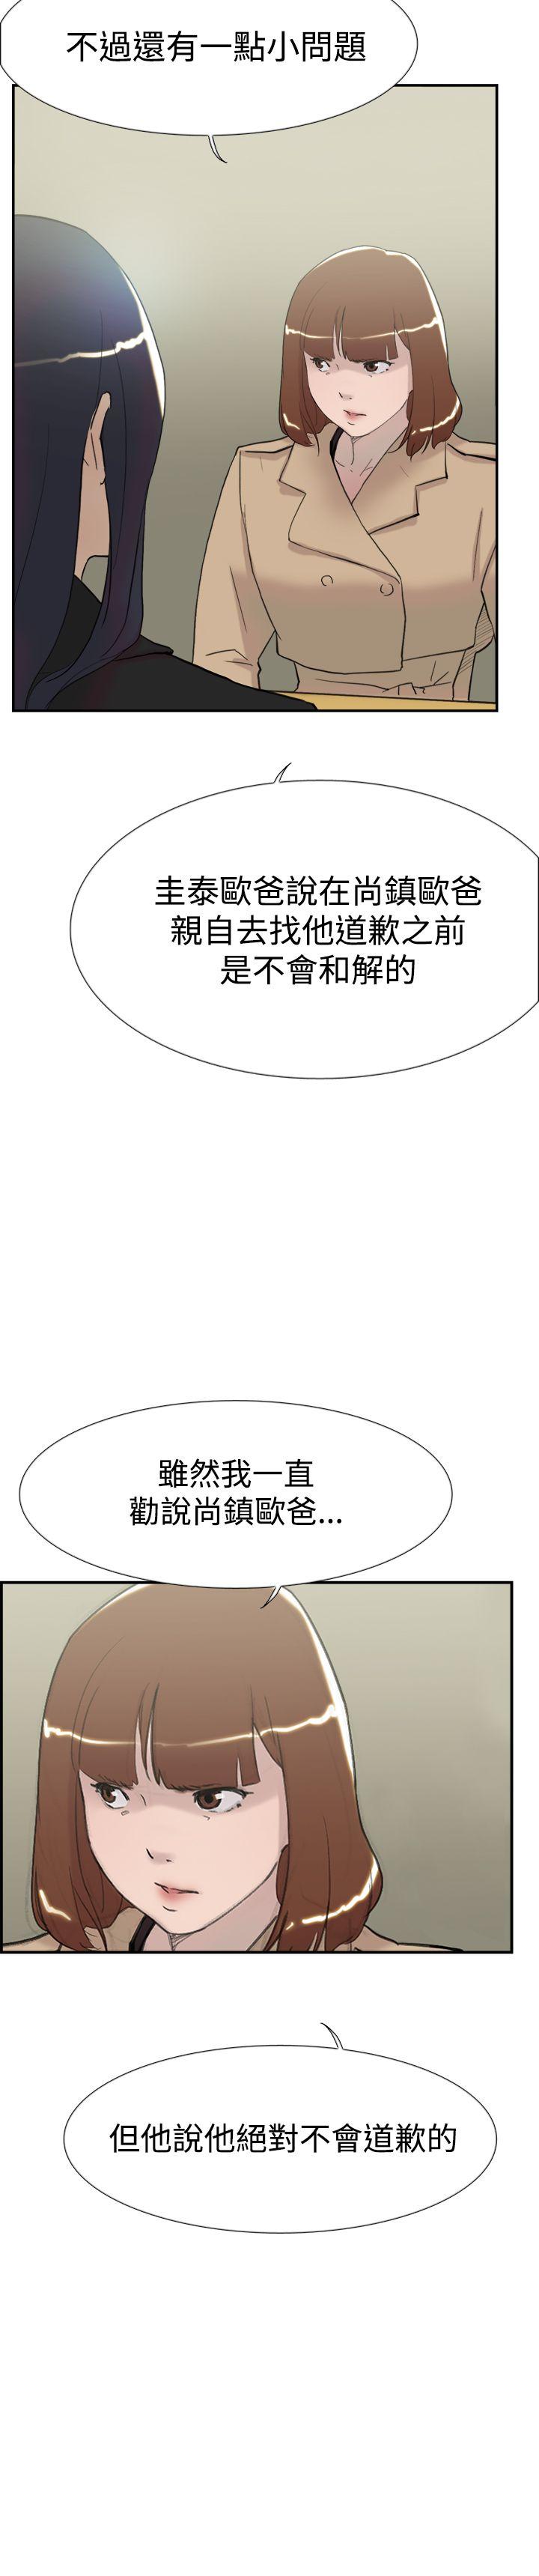 不過還有一點小問題
圭泰歐爸說在尚鎮歐爸
親自去找他道歉之前
是不會和解的
雖然我一直
勸說尚鎮歐爸...
但他說他絕對不會道歉的